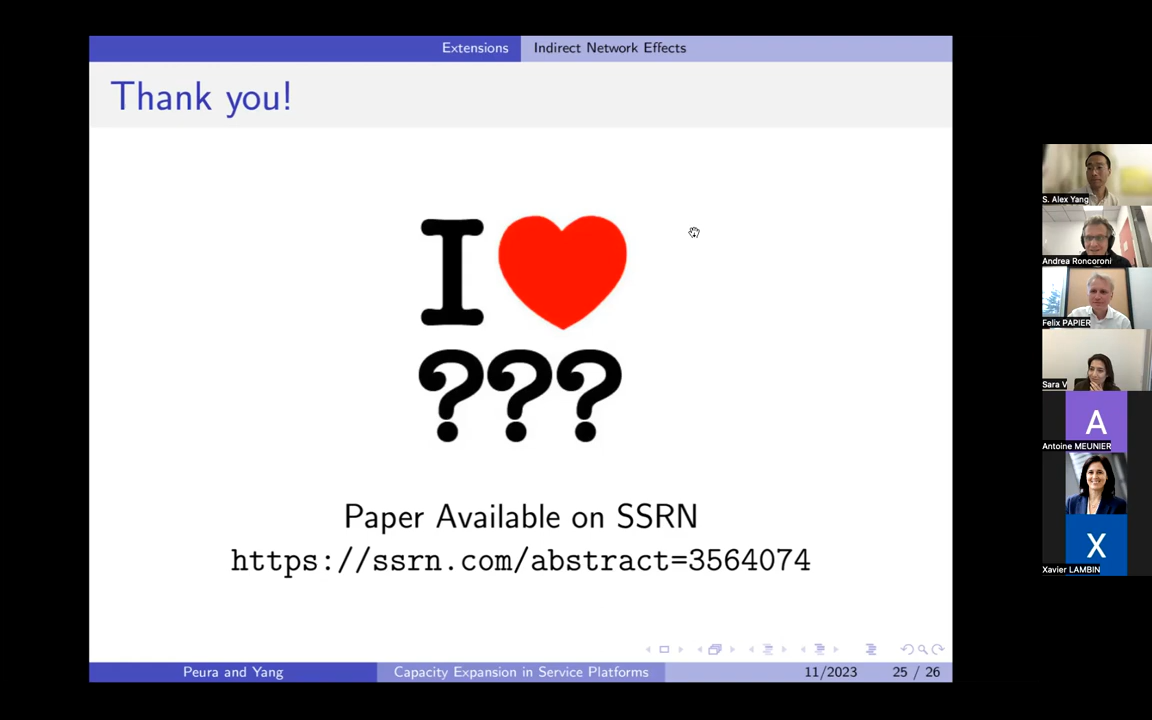 Extensions
Indirect Network Effects
Thank you!
I
???
Paper Available on SSRN
https://ssrn.com/abstract=3564074
Peura and Yang
Capacity Expansion in Service Platforms
11/2023
25 / 26
S. Alex Yang
Andrea Roncoroni
Felix PAPIER
Sara V
A
Antoine MEUNIER
X
Xavier LAMBIN